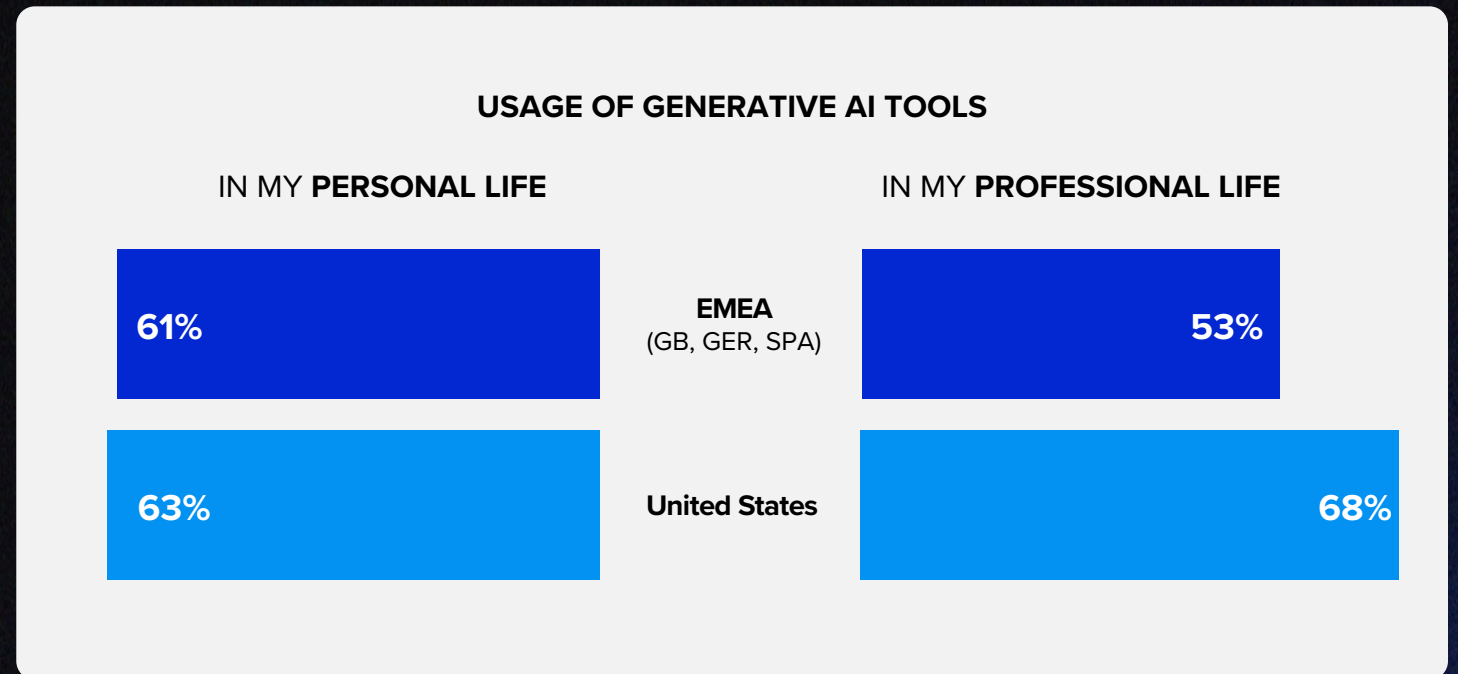 USAGE OF GENERATIVE AI TOOLS
IN MY PERSONAL LIFE
IN MY PROFESSIONAL LIFE
61%
EMEA
(GB, GER, SPA)
53%
63%
United States
68%